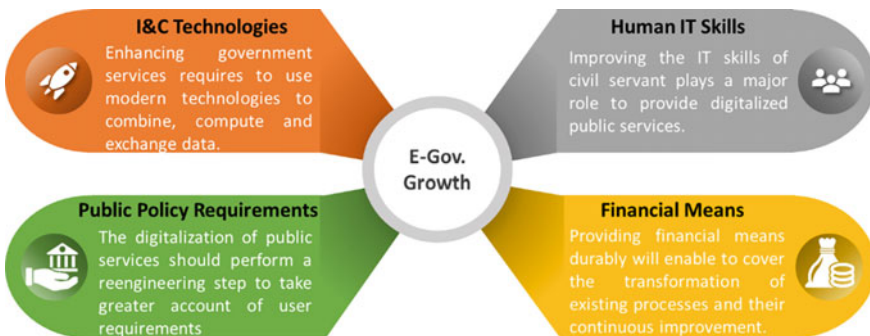 I&C Technologies
Enhancing government
services requires to use
modern technologies to
combine, compute and
exchange data.
Human IT Skills
Improving the IT skills of
civil servant plays a major
role to provide digitalized
public services.
E-Gov.
Growth
Public Policy Requirements
The digitalization of public
services should perform a
reengineering step to take
greater account of user
requirements
Financial Means
Providing financial means
durably will enable to cover
the transformation of
existing processes and their
continuous improvement.